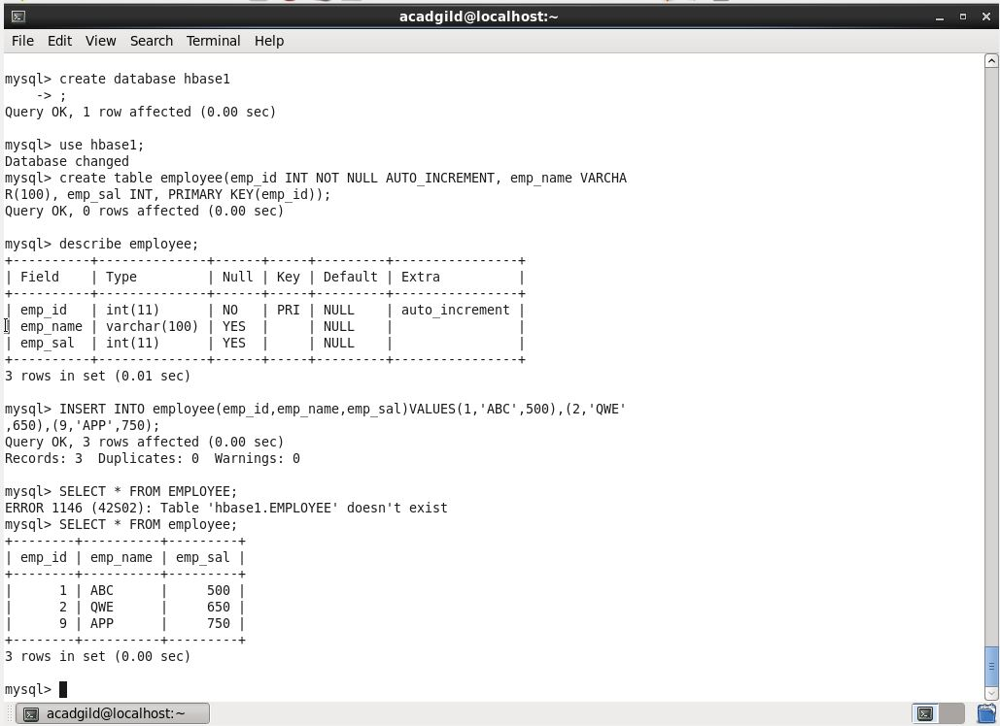 acadgild@localhost:~
File Edit View Search Terminal Help
mysql> create database hbase1
    -> ;
Query OK, 1 row affected (0.00 sec)
mysql> use hbase1;
Database changed
mysql> create table employee(emp_id INT NOT NULL AUTO_INCREMENT, emp_name VARCHA
R(100), emp_sal INT, PRIMARY KEY(emp_id));
Query OK, 0 rows affected (0.00 sec)
mysql> describe employee;
+----------+--------------+------+-----+---------+----------------+
| Field    | Type         | Null | Key | Default | Extra          |
+----------+--------------+------+-----+---------+----------------+
| emp_id   | int(11)      | NO   | PRI | NULL    | auto_increment |
| emp_name | varchar(100) | YES  |     | NULL    |                |
| emp_sal  | int(11)      | YES  |     | NULL    |                |
+----------+--------------+------+-----+---------+----------------+
3 rows in set (0.01 sec)
mysql> INSERT INTO employee(emp_id,emp_name,emp_sal)VALUES(1,'ABC',500),(2,'QWE'
,650),(9,'APP',750);
Query OK, 3 rows affected (0.00 sec)
Records: 3  Duplicates: 0  Warnings: 0
mysql> SELECT * FROM EMPLOYEE;
ERROR 1146 (42S02): Table 'hbase1.EMPLOYEE' doesn't exist
mysql> SELECT * FROM employee;
+--------+----------+---------+
| emp_id | emp_name | emp_sal |
+--------+----------+---------+
|      1 | ABC      |     500 |
|      2 | QWE      |     650 |
|      9 | APP      |     750 |
+--------+----------+---------+
3 rows in set (0.00 sec)
mysql>
acadgild@localhost:~